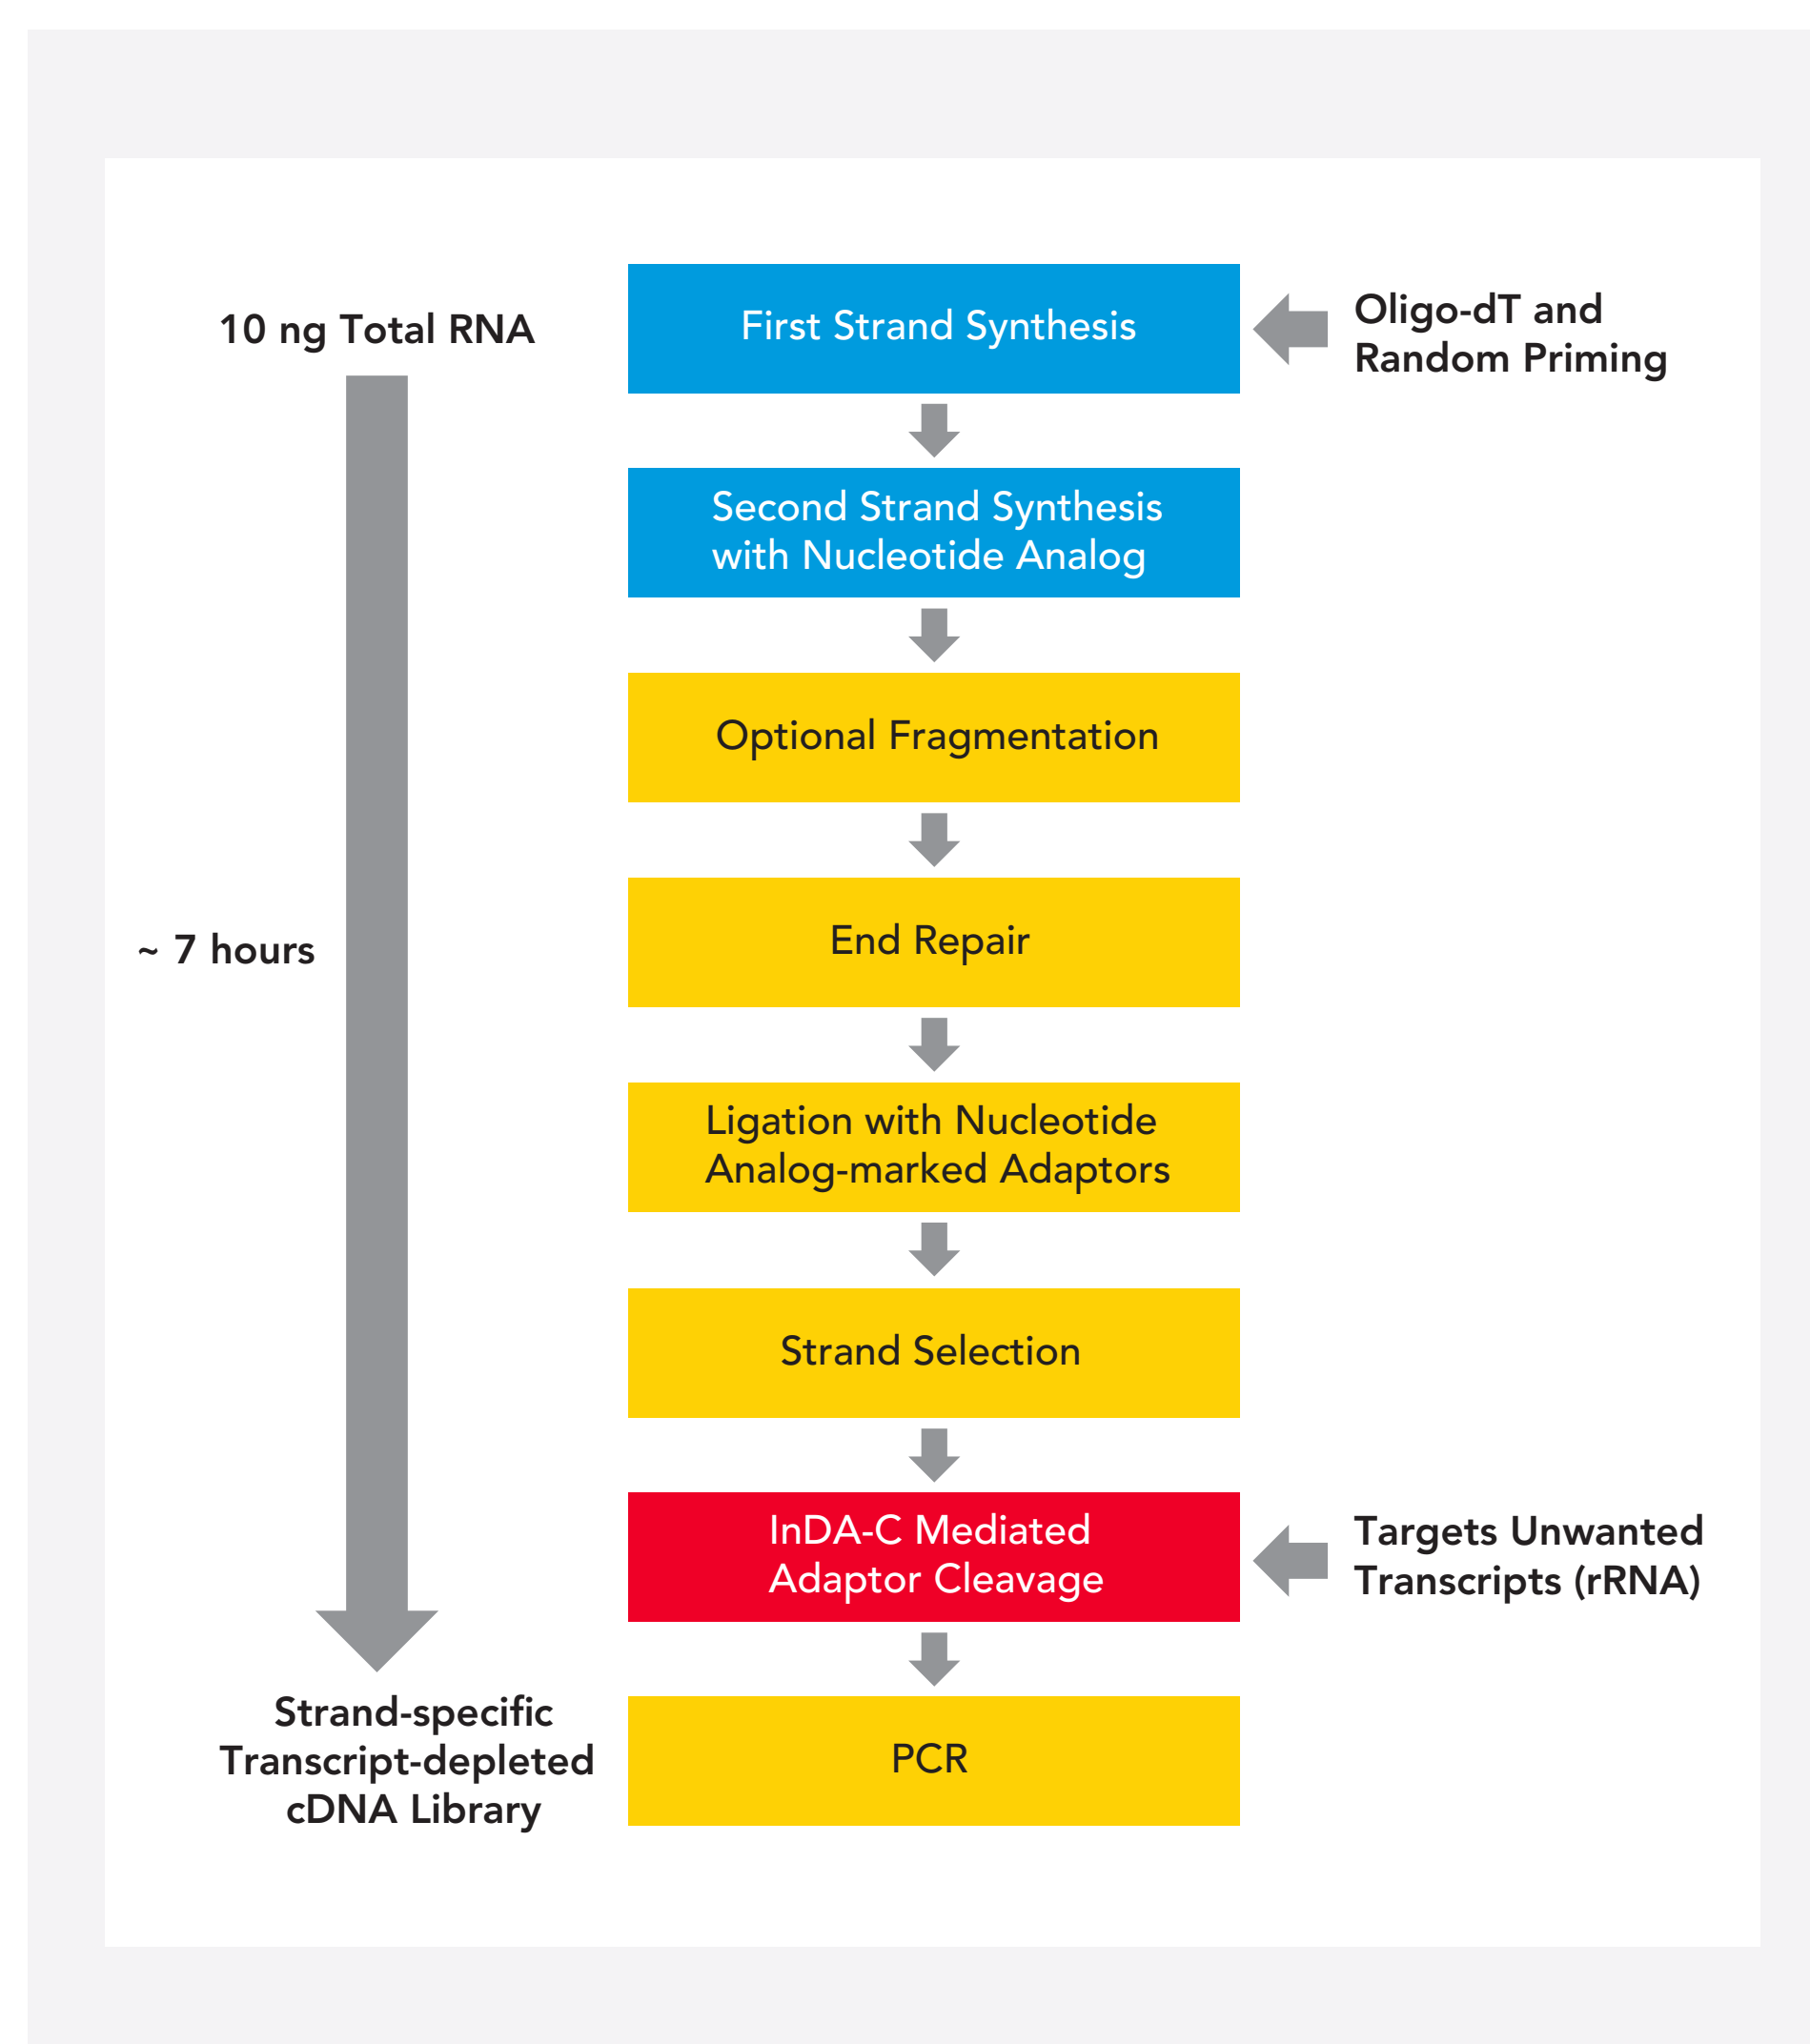 10 ng Total RNA
First Strand Synthesis
Oligo-dT and
Random Priming
Second Strand Synthesis
with Nucleotide Analog
Optional Fragmentation
End Repair
~ 7 hours
Ligation with Nucleotide
Analog-marked Adaptors
Strand Selection
InDA-C Mediated
Adaptor Cleavage
Targets Unwanted
Transcripts (rRNA)
Strand-specific
Transcript-depleted
cDNA Library
PCR